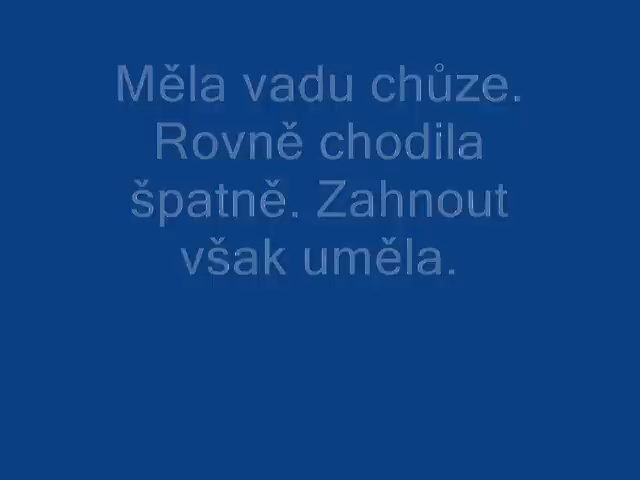 Měla vadu chůze.
Rovně chodila
špatně. Zahnout
však uměla.